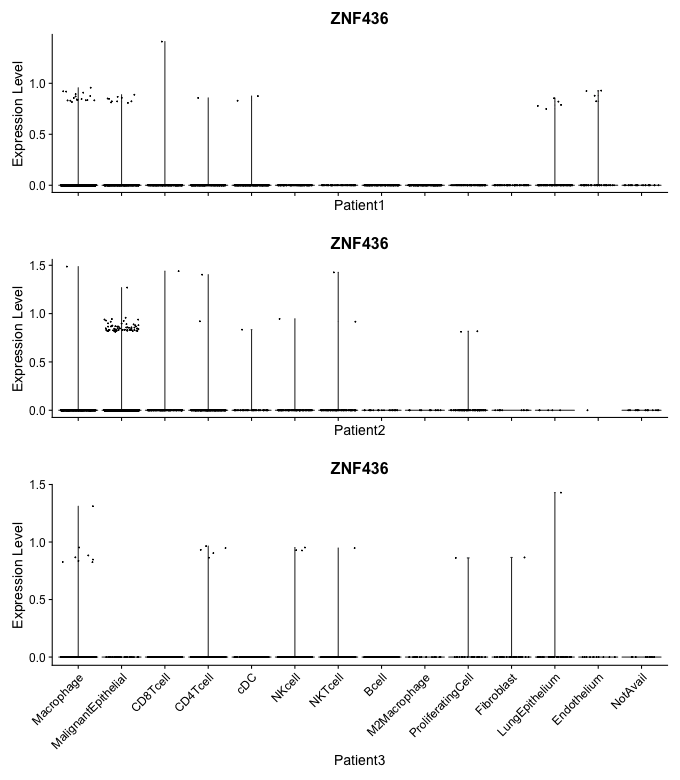 ZNF436
Expression Level
1.0
0.5
0.0
Patient1
ZNF436
Expression Level
1.5
1.0
0.5
0.0
Patient2
ZNF436
Expression Level
1.5
1.0
0.5
0.0
Macrophage
MalignantEpithelial
CD8Tcell
CD4Tcell
cDC
NKcell
NKTcell
Bcell
M2Macrophage
ProliferatingCell
Fibroblast
LungEpithelium
Endothelium
NotAvail
Patient3